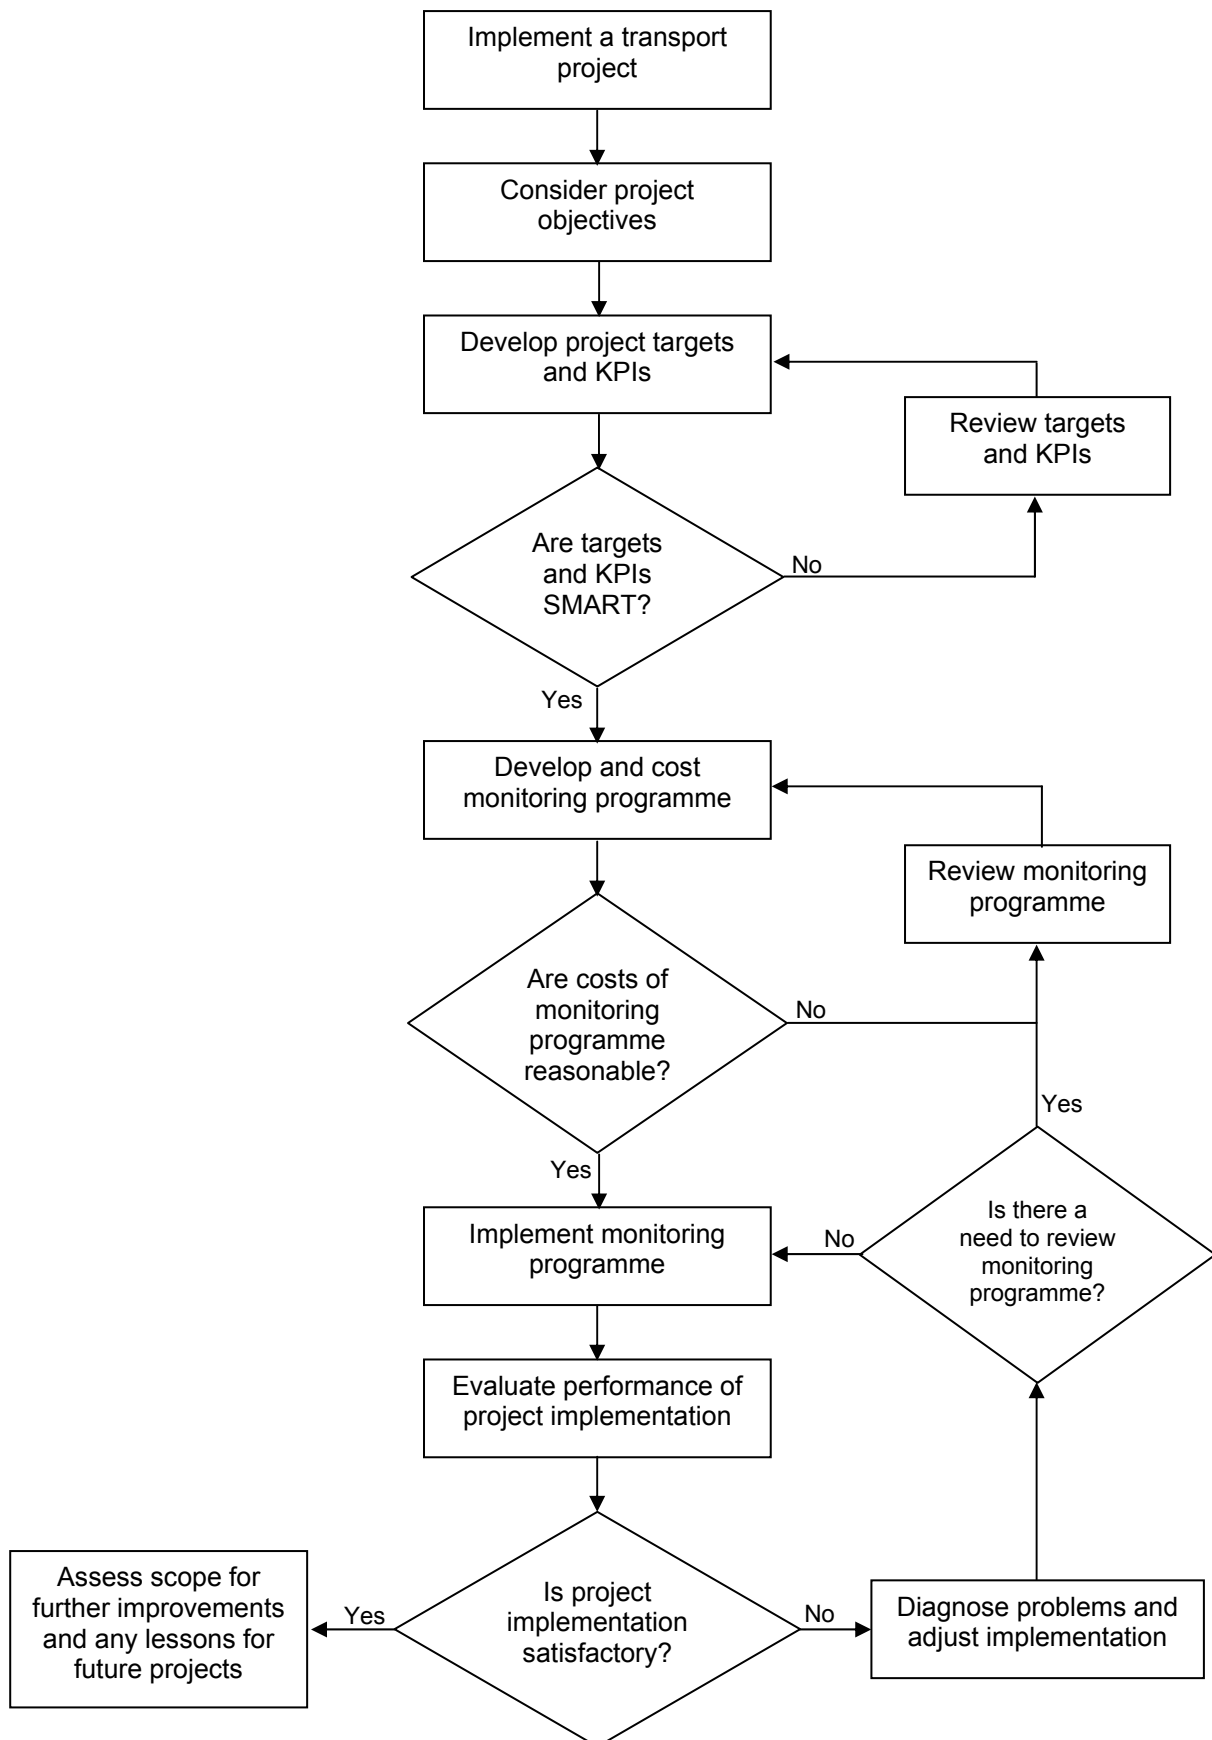 Implement a transport
project
Consider project
objectives
Develop project targets
and KPIs
Review targets
and KPIs
Are targets
and KPIs
SMART?
No
Yes
Develop and cost
monitoring programme
Review monitoring
programme
Are costs of
monitoring
programme
reasonable?
No
Yes
Yes
Implement monitoring
programme
No
Is there a
need to review
monitoring
programme?
Evaluate performance of
project implementation
Assess scope for
further improvements
and any lessons for
future projects
Yes
Is project
implementation
satisfactory?
No
Diagnose problems and
adjust implementation